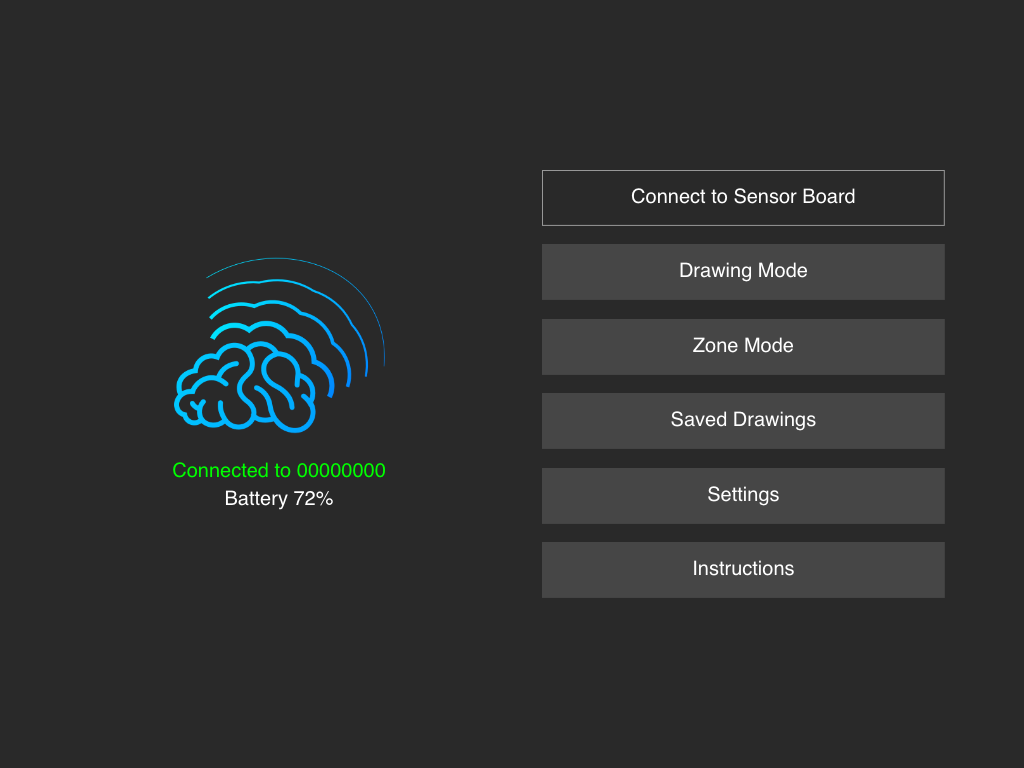 Connected to 00000000
Battery 72%
Connect to Sensor Board
Drawing Mode
Zone Mode
Saved Drawings
Settings
Instructions